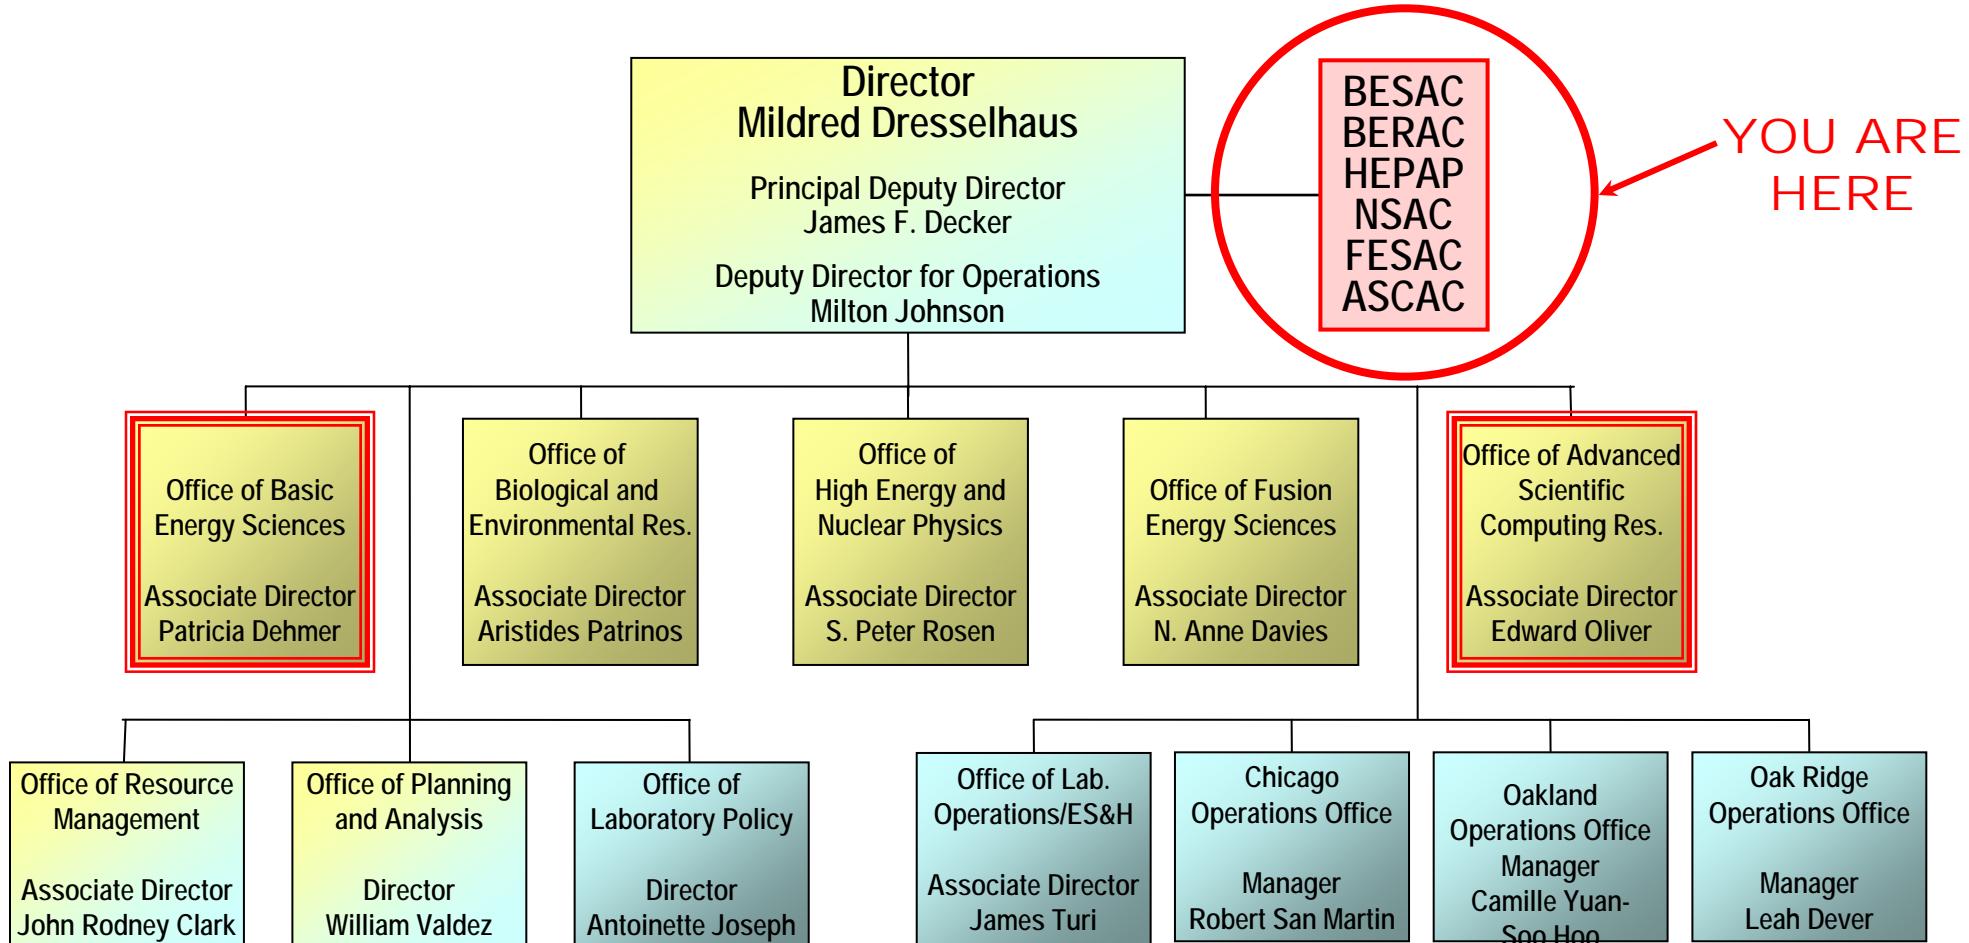 Director
Mildred Dresselhaus
Principal Deputy Director
James F. Decker
Deputy Director for Operations
Milton Johnson
BESAC
BERAC
HEPAP
NSAC
FESAC
ASCAC
YOU ARE
HERE
Office of Basic
Energy Sciences
Associate Director
Patricia Dehmer
Office of
Biological and
Environmental Res.
Associate Director
Aristides Patrinos
Office of
High Energy and
Nuclear Physics
Associate Director
S. Peter Rosen
Office of Fusion
Energy Sciences
Associate Director
N. Anne Davies
Office of Advanced
Scientific
Computing Res.
Associate Director
Edward Oliver
Office of Resource
Management
Associate Director
John Rodney Clark
Office of Planning
and Analysis
Director
William Valdez
Office of
Laboratory Policy
Director
Antoinette Joseph
Office of Lab.
Operations/ES&H
Associate Director
James Turi
Chicago
Operations Office
Manager
Robert San Martin
Oakland
Operations Office
Manager
Camille Yuan-
Soo Hoo
Oak Ridge
Operations Office
Manager
Leah Dever